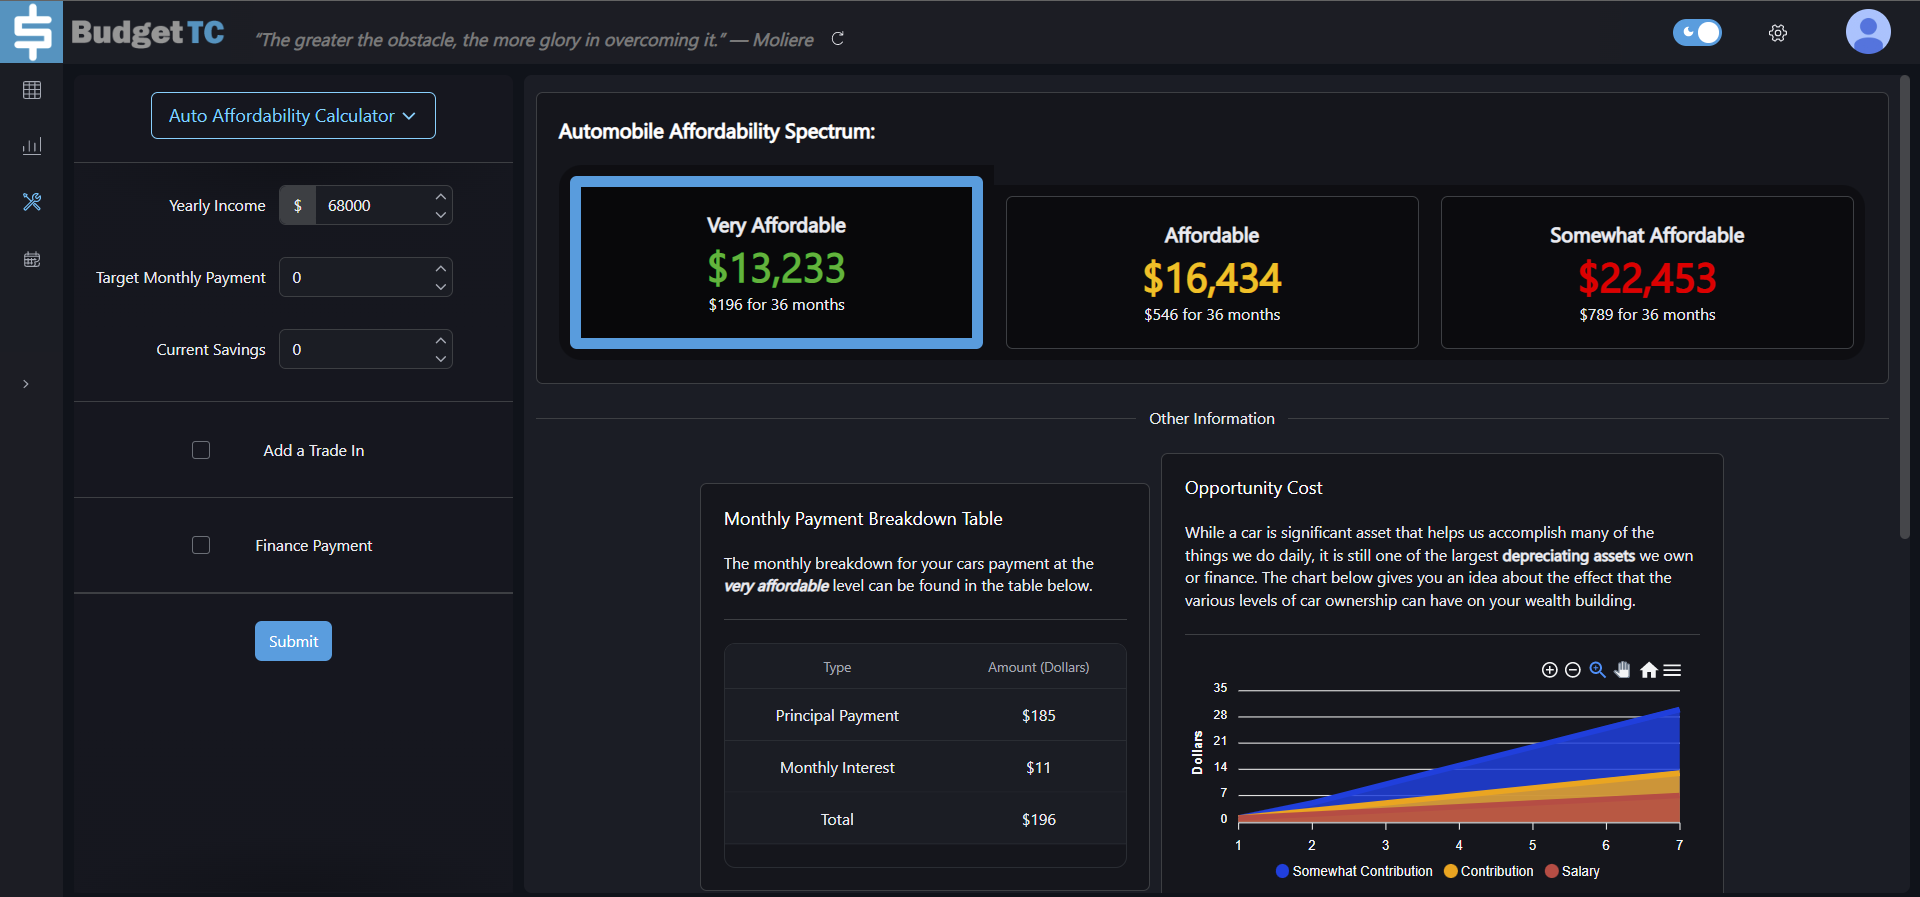 Budget TC
“The greater the obstacle, the more glory in overcoming it.” — Moliere
Auto Affordability Calculator
Yearly Income $ 68000
Target Monthly Payment 0
Current Savings 0
Add a Trade In
Finance Payment
Submit
Automobile Affordability Spectrum:
Very Affordable
$13,233
$196 for 36 months
Affordable
$16,434
$546 for 36 months
Somewhat Affordable
$22,453
$789 for 36 months
Other Information
Monthly Payment Breakdown Table
The monthly breakdown for your cars payment at the
very affordable level can be found in the table below.
Type Amount (Dollars)
Principal Payment $185
Monthly Interest $11
Total $196
Opportunity Cost
While a car is significant asset that helps us accomplish many of the
things we do daily, it is still one of the largest depreciating assets we own
or finance. The chart below gives you an idea about the effect that the
various levels of car ownership can have on your wealth building.
Dollars
35
28
21
14
7
0
1 2 3 4 5 6 7
Somewhat Contribution Contribution Salary